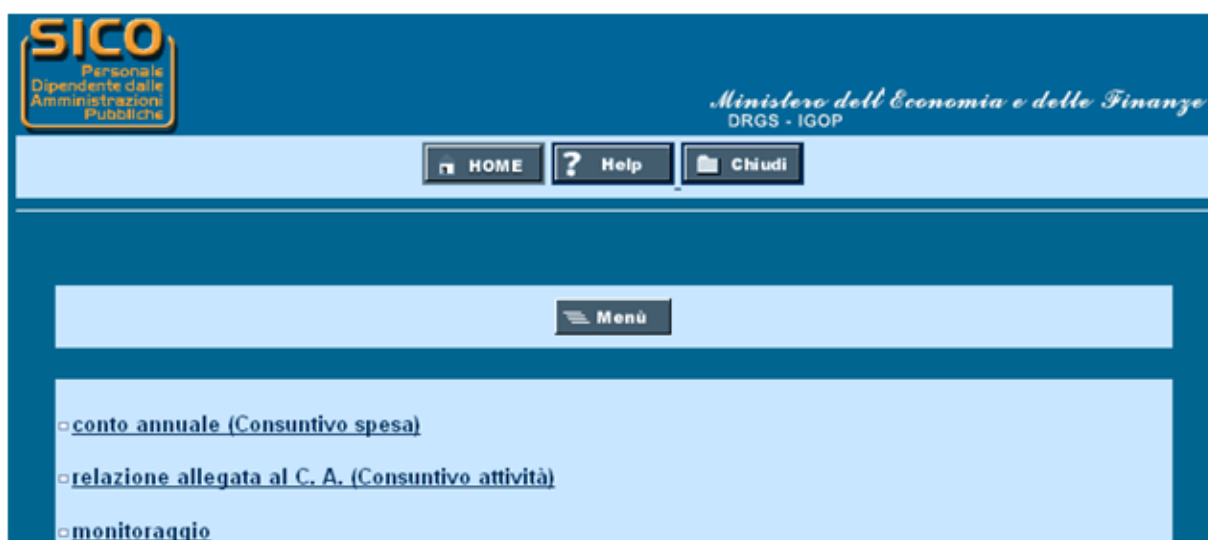 SICO
Personale
Dipendente dalle
Amministrazioni
Pubbliche
Ministero dell'Economia e delle Finanze
DRGS - IGOP
HOME
? Help
Chiudi
Menù
conto annuale (Consuntivo spesa)
relazione allegata al C. A. (Consuntivo attività)
monitoraggio